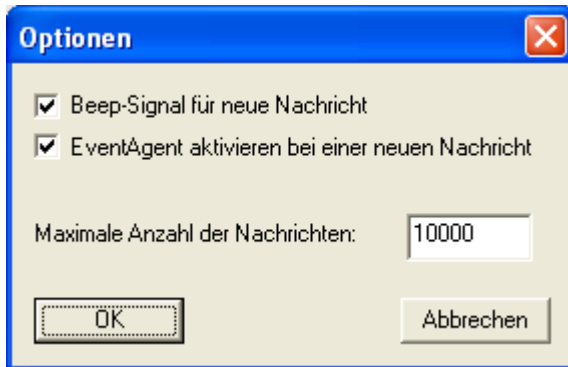 Optionen
Beep-Signal für neue Nachricht
EventAgent aktivieren bei einer neuen Nachricht
Maximale Anzahl der Nachrichten: 10000
OK Abbrechen